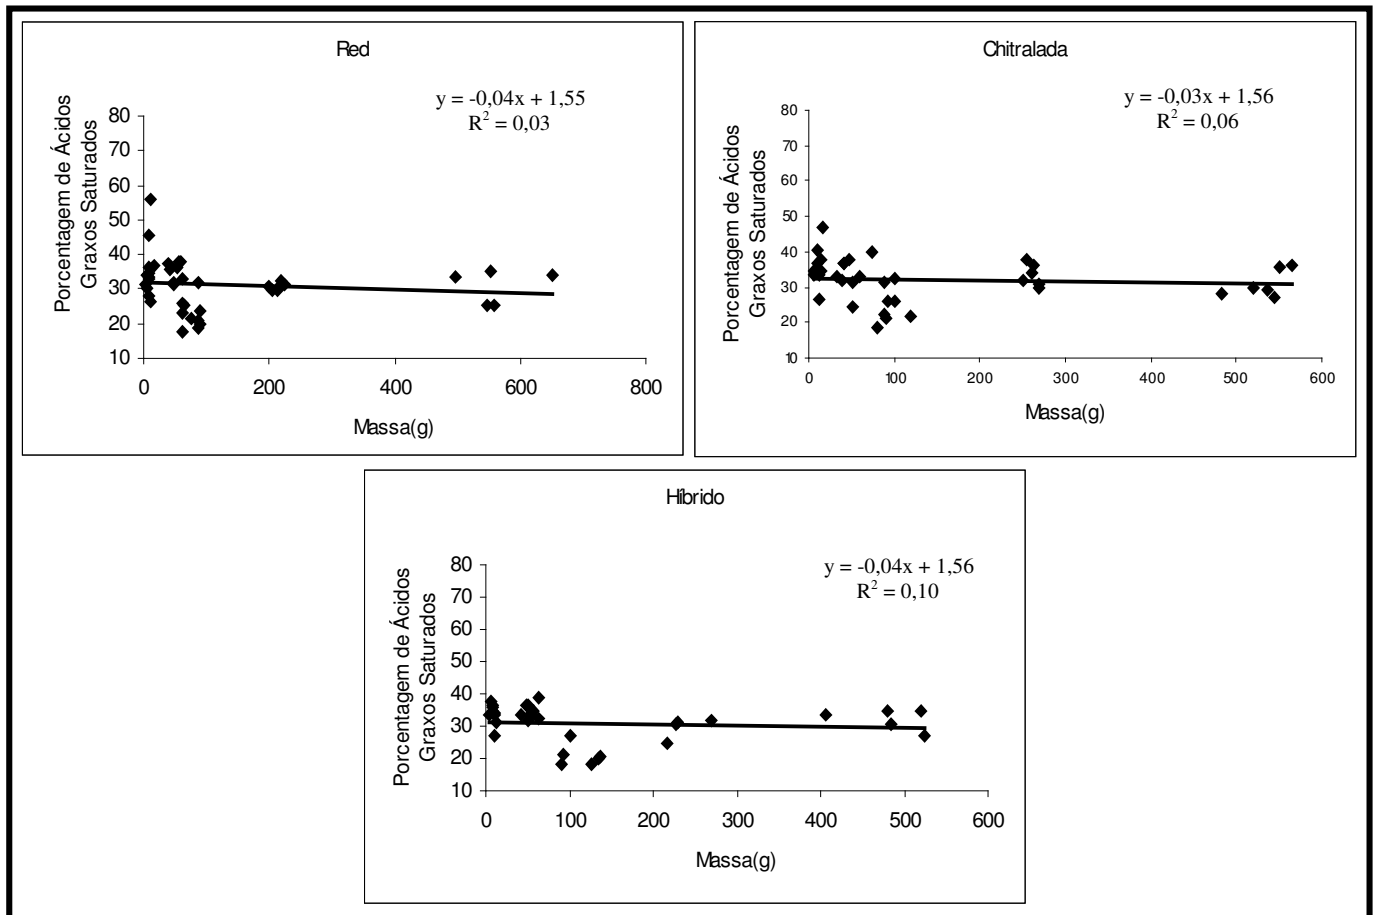 Red
y = -0,04x + 1,55
R² = 0,03
Porcentagem de Ácidos
Graxos Saturados
80
70
60
50
40
30
20
10
0 200 400 600 800
Massa(g)
Chitralada
y = -0,03x + 1,56
R² = 0,06
Porcentagem de Ácidos
Graxos Saturados
80
70
60
50
40
30
20
10
0 100 200 300 400 500 600
Massa(g)
Híbrido
y = -0,04x + 1,56
R² = 0,10
Porcentagem de Ácidos
Graxos Saturados
80
70
60
50
40
30
20
10
0 100 200 300 400 500 600
Massa(g)